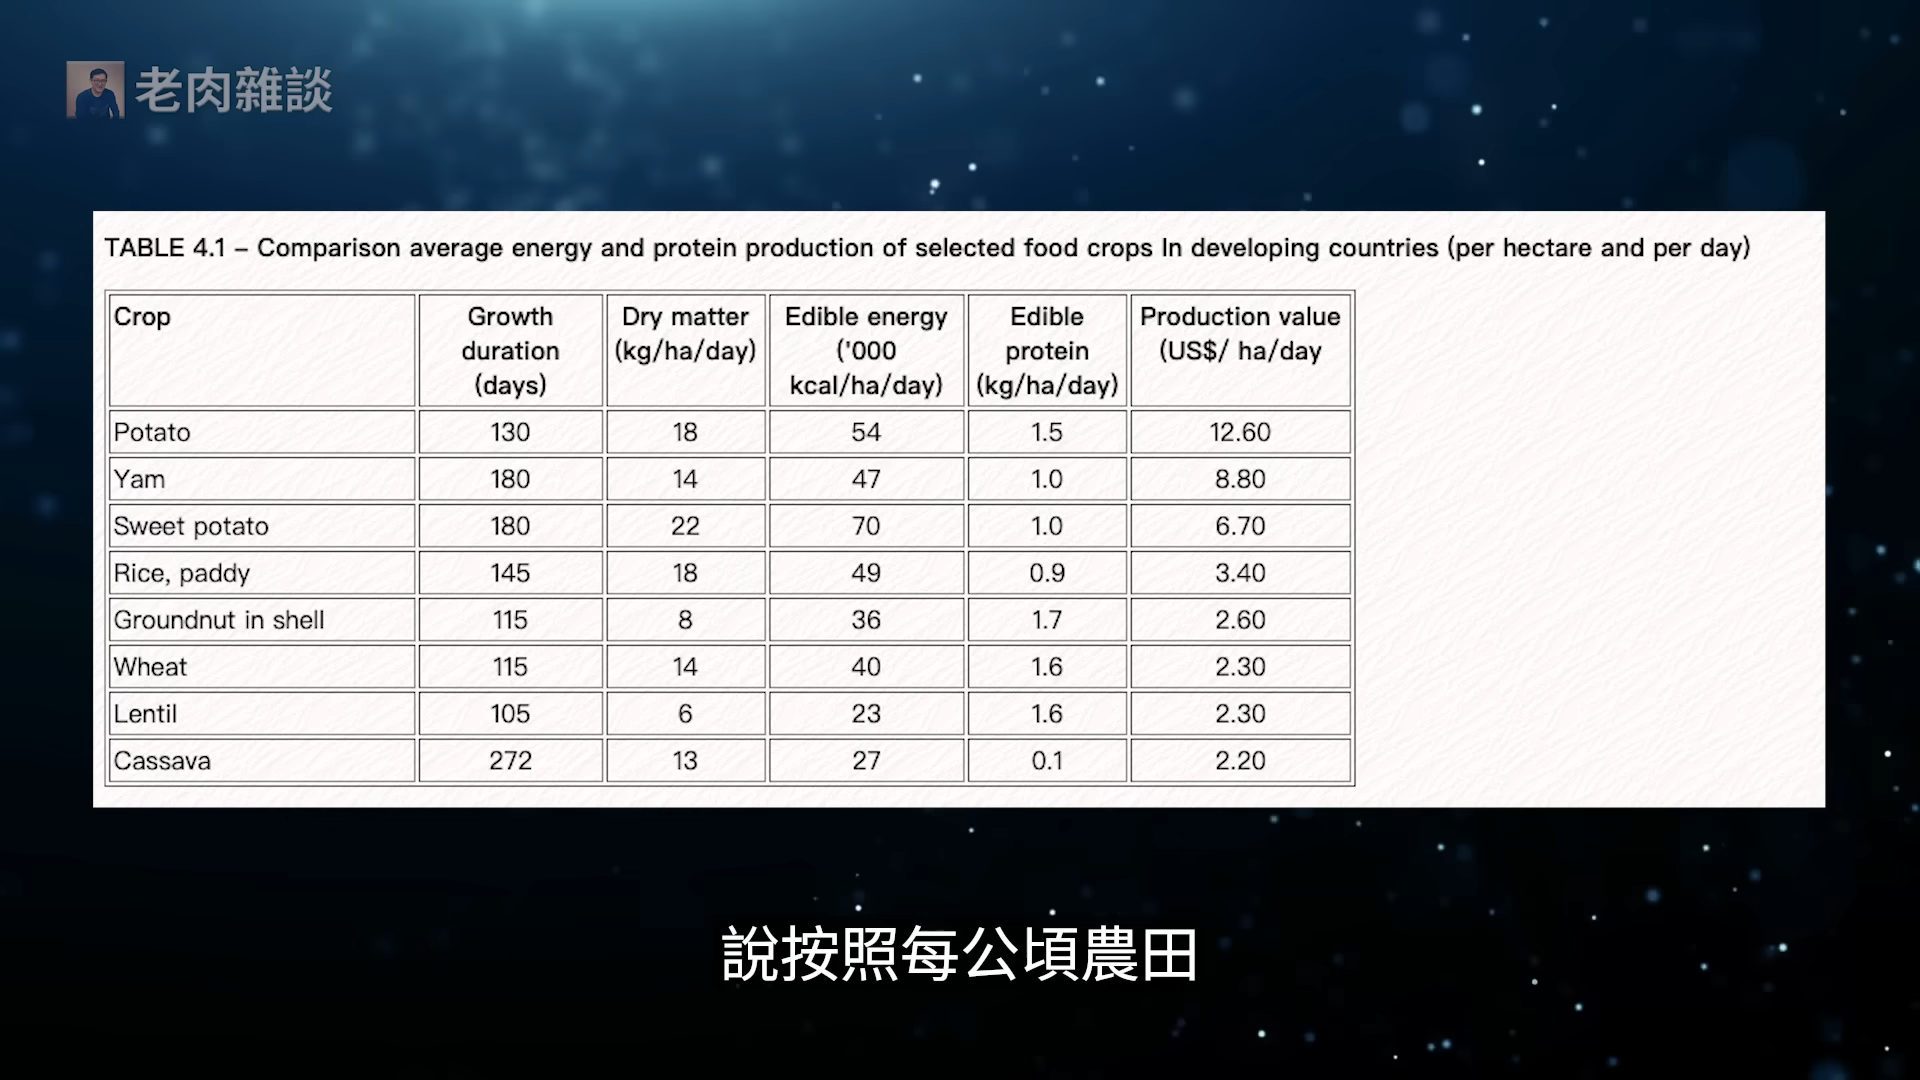 老肉雜談
TABLE 4.1 – Comparison average energy and protein production of selected food crops In developing countries (per hectare and per day)
Crop Growth duration (days) Dry matter (kg/ha/day) Edible energy ('000 kcal/ha/day) Edible protein (kg/ha/day) Production value (US$/ ha/day
Potato 130 18 54 1.5 12.60
Yam 180 14 47 1.0 8.80
Sweet potato 180 22 70 1.0 6.70
Rice, paddy 145 18 49 0.9 3.40
Groundnut in shell 115 8 36 1.7 2.60
Wheat 115 14 40 1.6 2.30
Lentil 105 6 23 1.6 2.30
Cassava 272 13 27 0.1 2.20
說按照每公頃農田